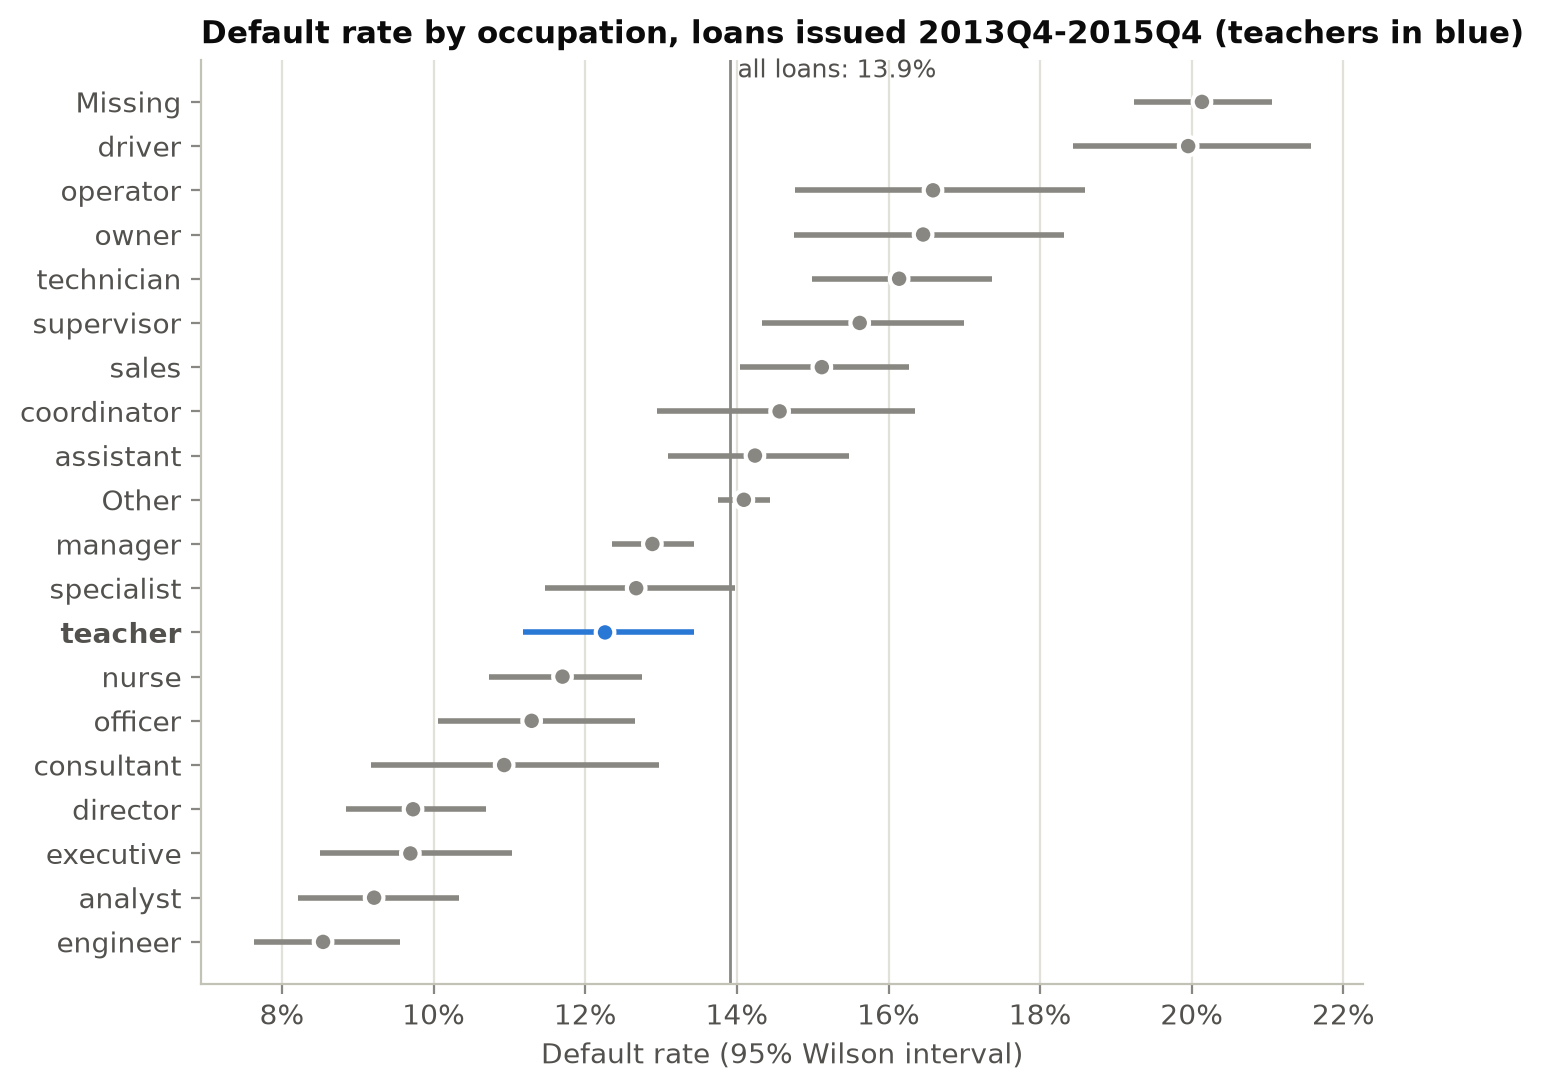 Default rate by occupation, loans issued 2013Q4-2015Q4 (teachers in blue)
all loans: 13.9%
Missing
driver
operator
owner
technician
supervisor
sales
coordinator
assistant
Other
manager
specialist
teacher
nurse
officer
consultant
director
executive
analyst
engineer
8% 10% 12% 14% 16% 18% 20% 22%
Default rate (95% Wilson interval)